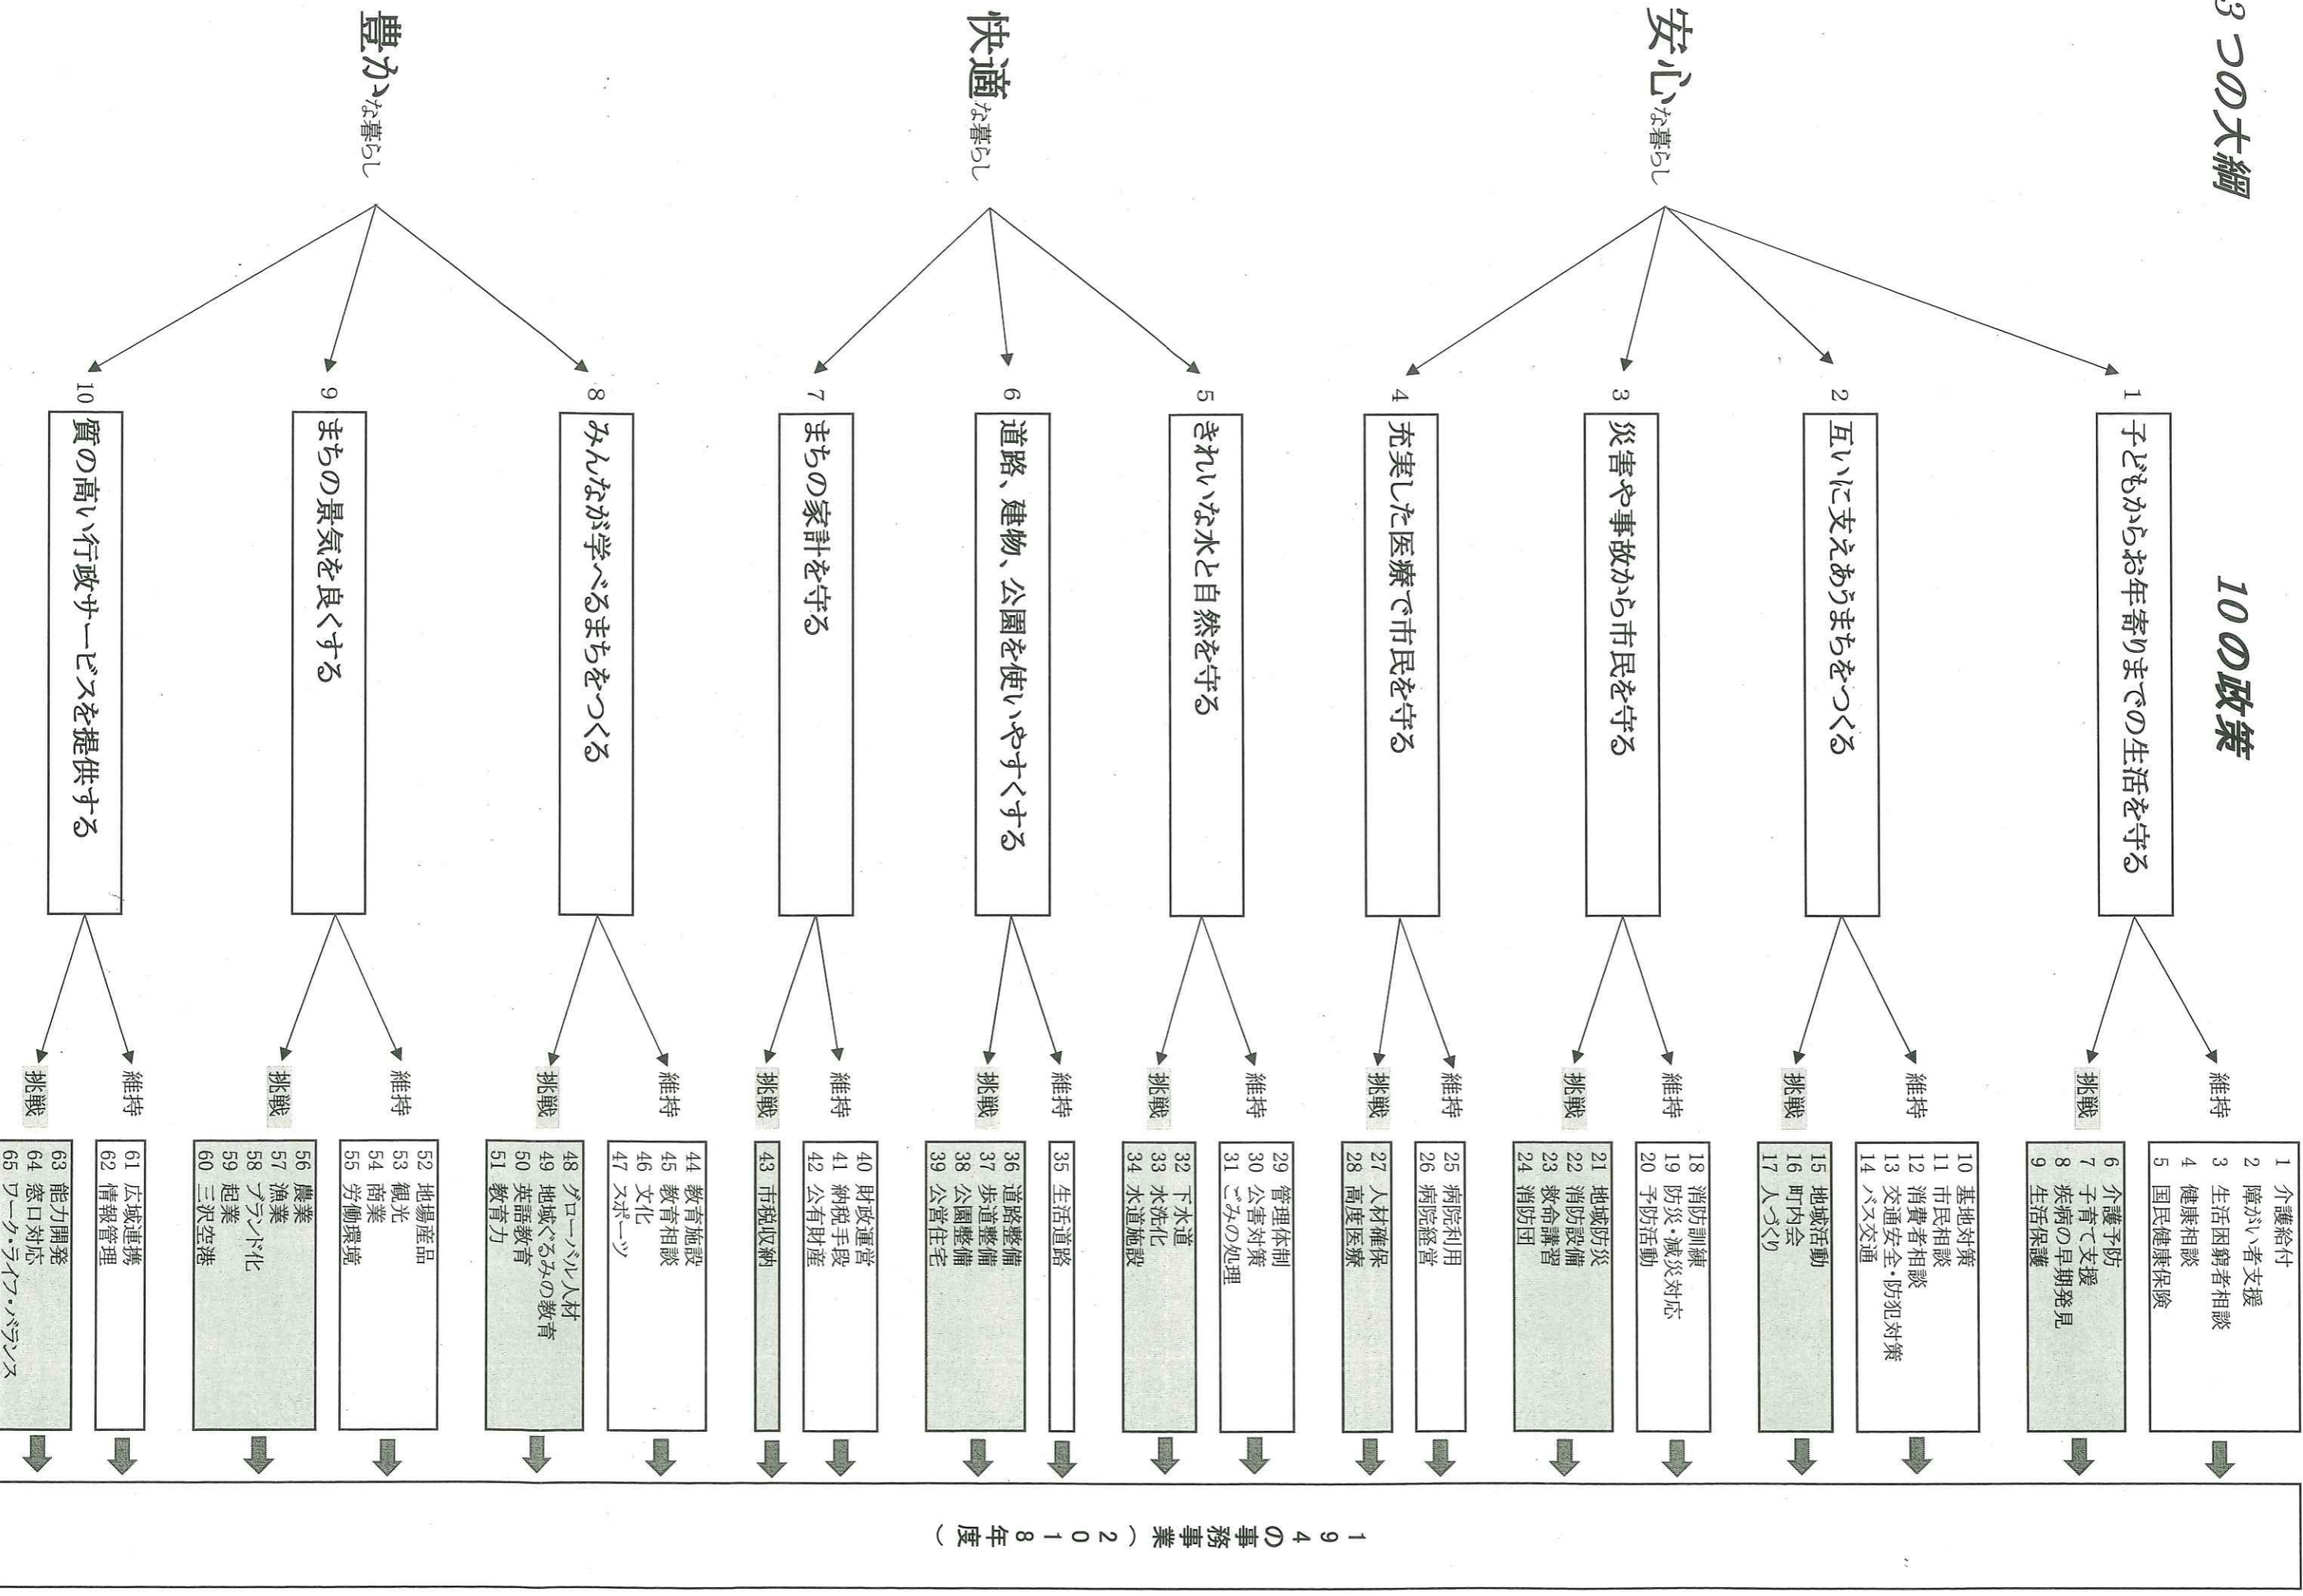 3つの大綱
10の政策
安心な暮らし
1
子どもからお年寄りまでの生活を守る
維持
1 介護給付
2 障がい者支援
3 生活困窮者相談
4 健康相談
5 国民健康保険
挑戦
6 介護予防
7 子育て支援
8 疾病の早期発見
9 生活保護
2
互いに支えあうまちをつくる
維持
10 基地対策
11 市民相談
12 消費者相談
13 交通安全・防犯対策
14 バス交通
挑戦
15 地域活動
16 町内会
17 人づくり
3
災害や事故から市民を守る
維持
18 消防訓練
19 防災・減災対応
20 予防活動
挑戦
21 地域防災
22 消防設備
23 救命講習
24 消防団
4
充実した医療で市民を守る
維持
25 病院利用
26 病院経営
挑戦
27 人材確保
28 高度医療
快適な暮らし
5
きれいな水と自然を守る
維持
29 管理体制
30 公害対策
31 ごみの処理
挑戦
32 下水道
33 水洗化
34 水道施設
6
道路、建物、公園を使いやすくする
維持
35 生活道路
挑戦
36 道路整備
37 歩道整備
38 公園整備
39 公営住宅
7
まちの家計を守る
維持
40 財政運営
41 納税手段
42 公有財産
挑戦
43 市税収納
豊かな暮らし
8
みんなが学べるまちをつくる
維持
44 教育施設
45 教育相談
46 文化
47 スポーツ
挑戦
48 グローバル人材
49 地域ぐるみの教育
50 英語教育
51 教育力
9
まちの景気を良くする
維持
52 地場産品
53 観光
54 商業
55 労働環境
挑戦
56 農業
57 漁業
58 ブランド化
59 起業
60 三沢空港
10
質の高い行政サービスを提供する
維持
61 広域連携
62 情報管理
挑戦
63 能力開発
64 窓口対応
65 ワーク・ライフ・バランス
194の事務事業(2018年度)